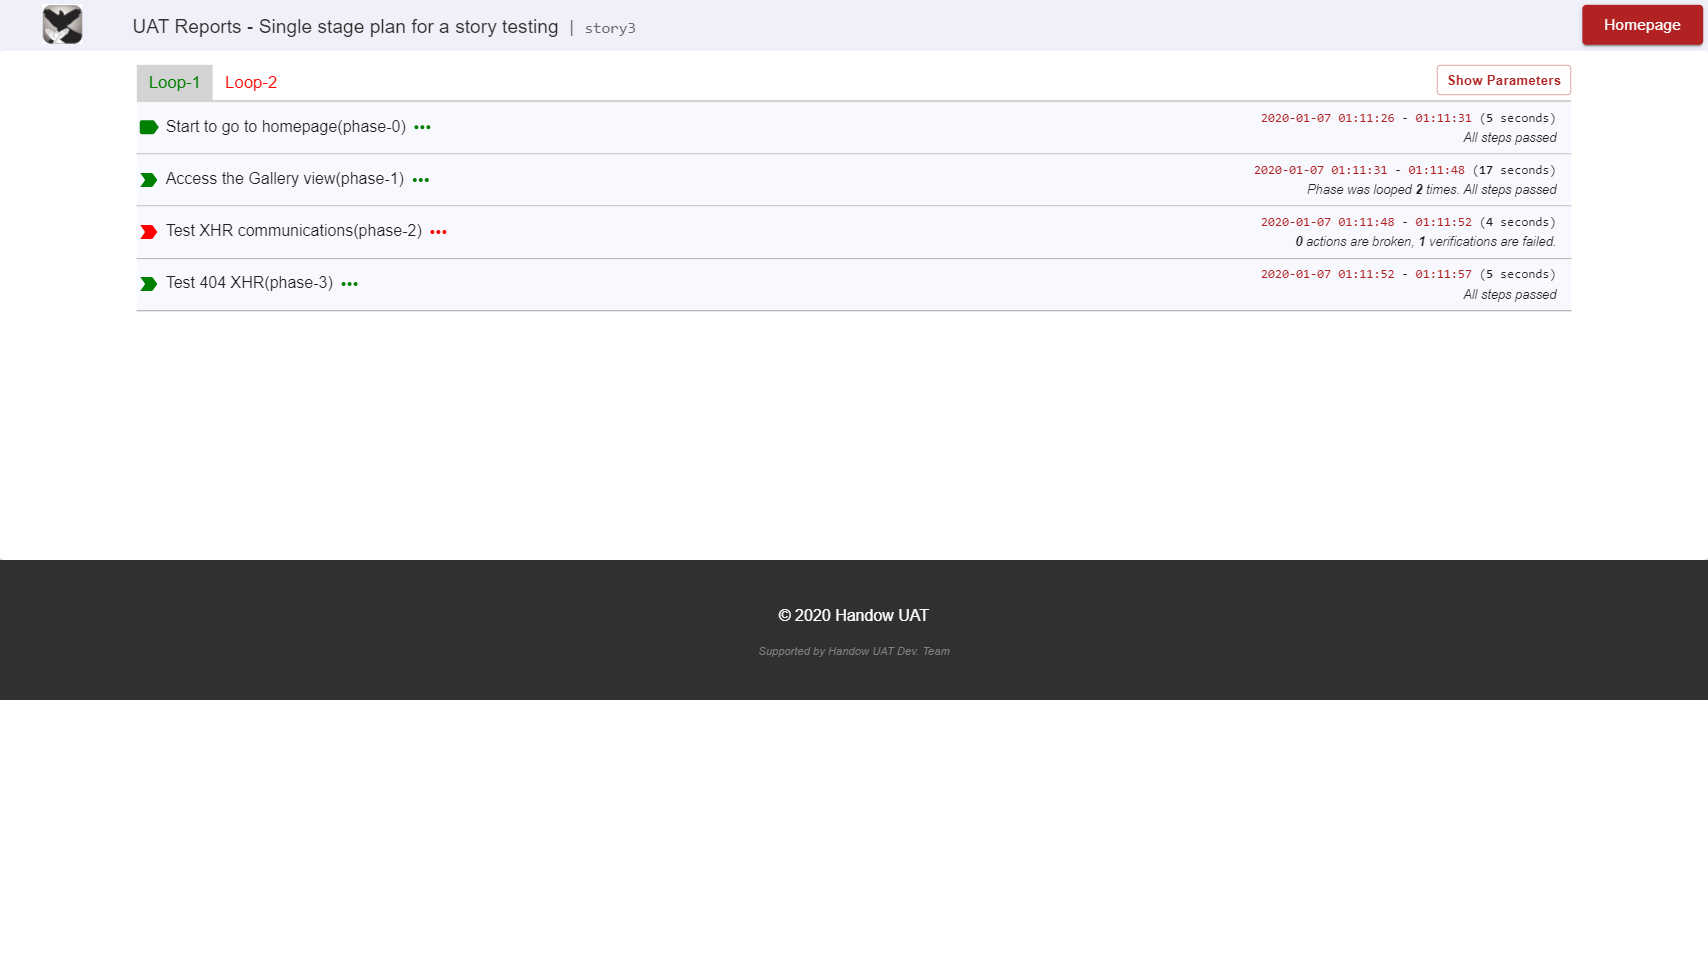 UAT Reports - Single stage plan for a story testing | story3
Homepage
Loop-1 Loop-2
Show Parameters
Start to go to homepage(phase-0) •••
2020-01-07 01:11:26 - 01:11:31 (5 seconds)
All steps passed
Access the Gallery view(phase-1) •••
2020-01-07 01:11:31 - 01:11:48 (17 seconds)
Phase was looped 2 times. All steps passed
Test XHR communications(phase-2) •••
2020-01-07 01:11:48 - 01:11:52 (4 seconds)
0 actions are broken, 1 verifications are failed.
Test 404 XHR(phase-3) •••
2020-01-07 01:11:52 - 01:11:57 (5 seconds)
All steps passed
© 2020 Handow UAT
Supported by Handow UAT Dev. Team